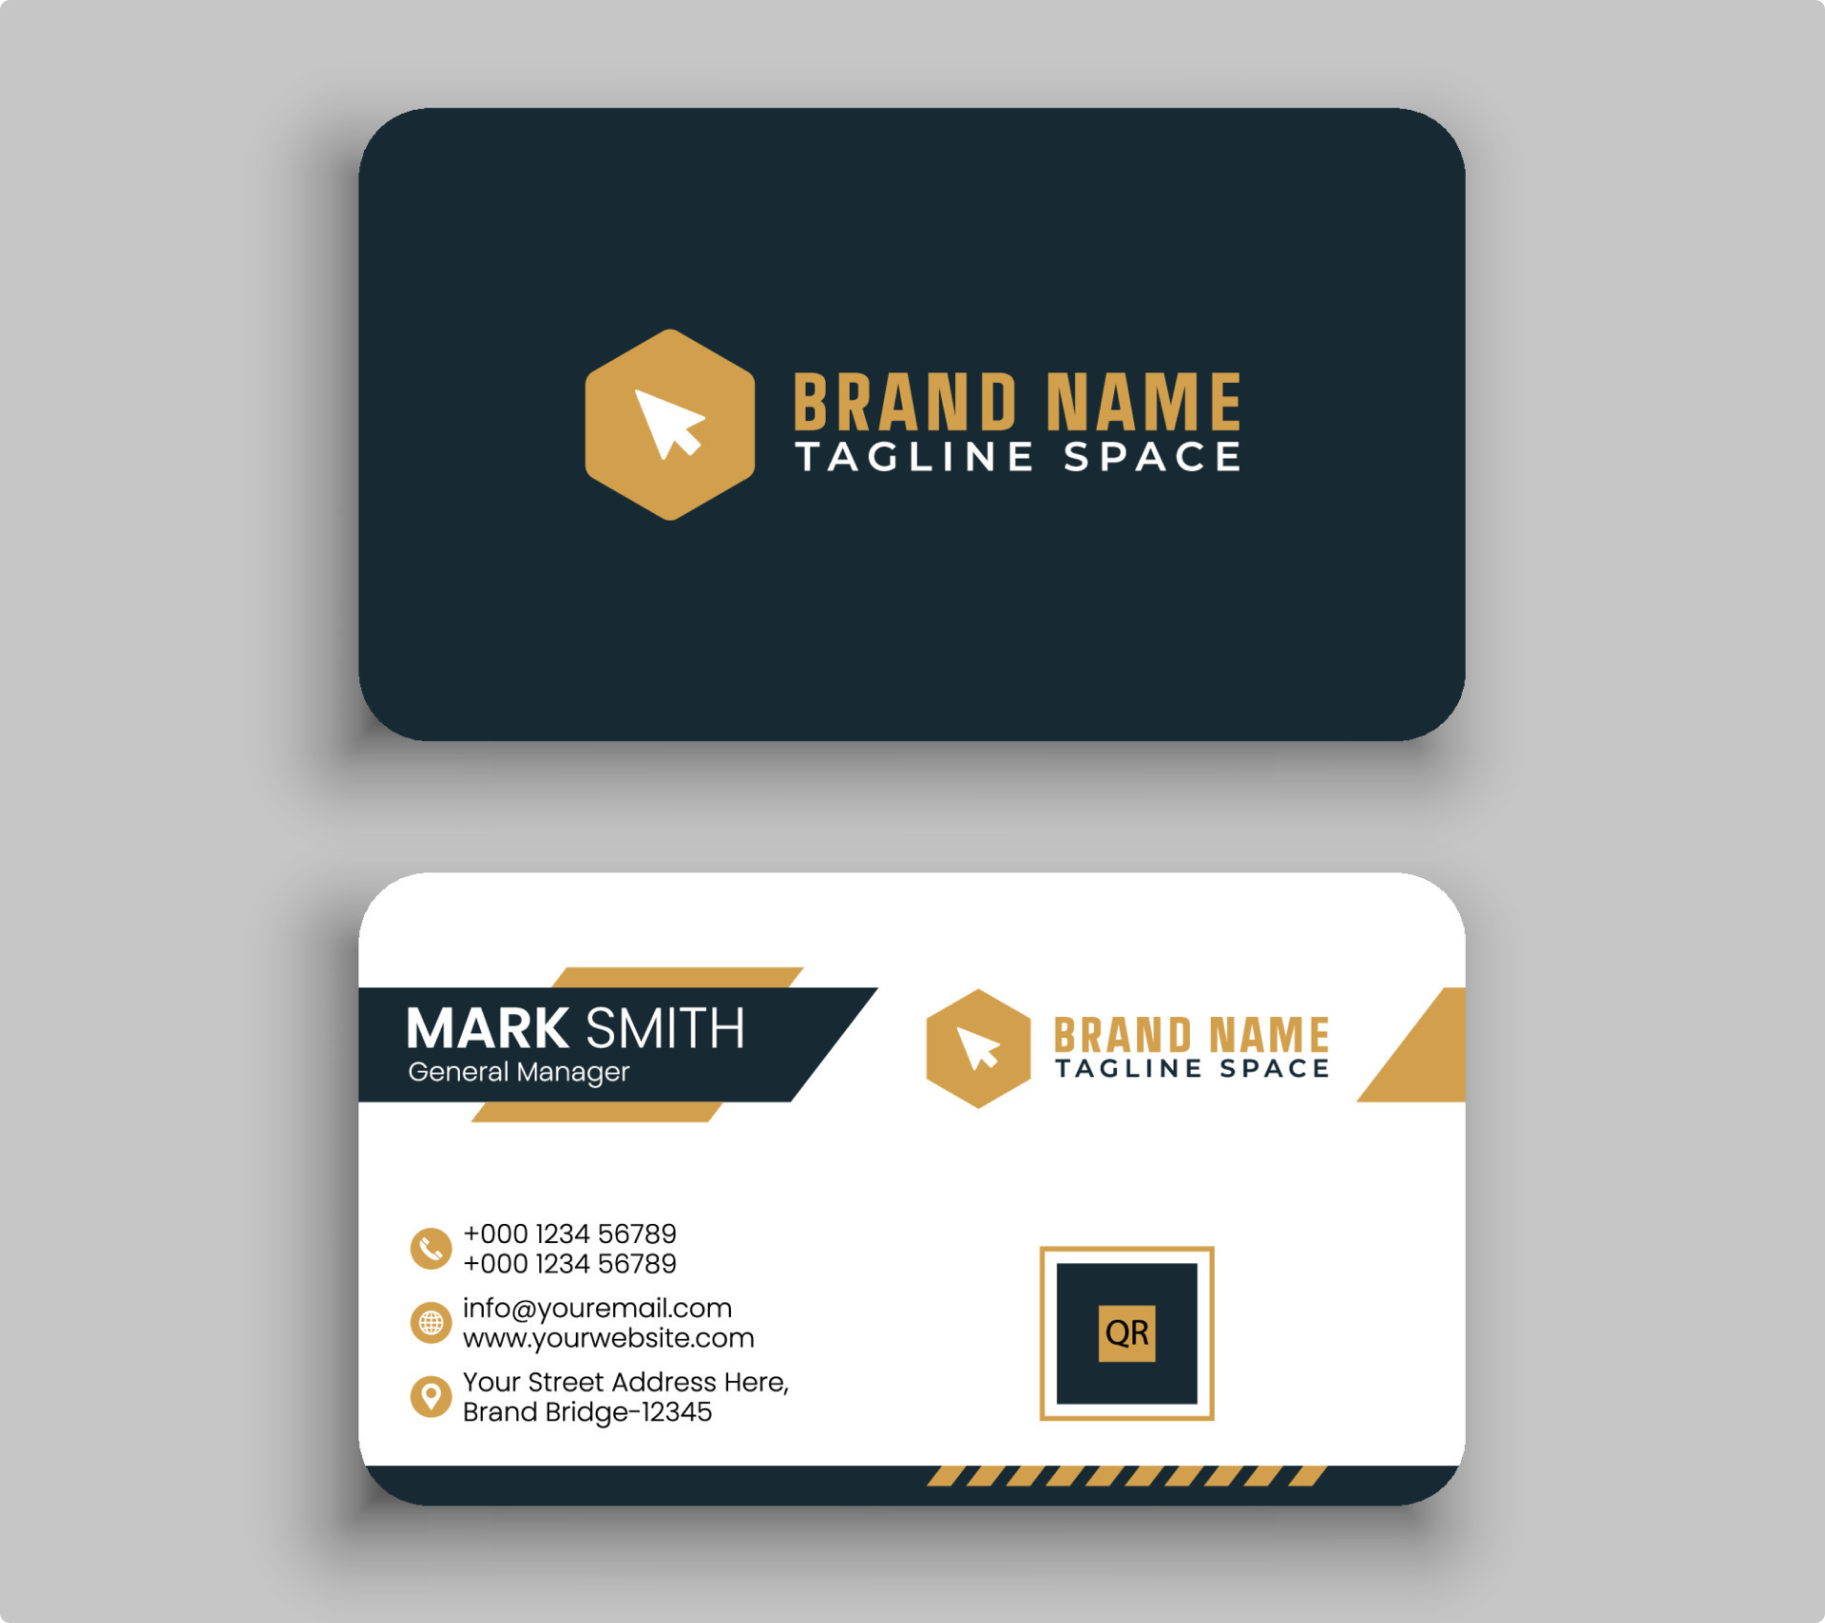 BRAND NAME
TAGLINE SPACE
MARK SMITH
General Manager
BRAND NAME
TAGLINE SPACE
+000 1234 56789
+000 1234 56789
info@youremail.com
www.yourwebsite.com
Your Street Address Here,
Brand Bridge-12345
QR